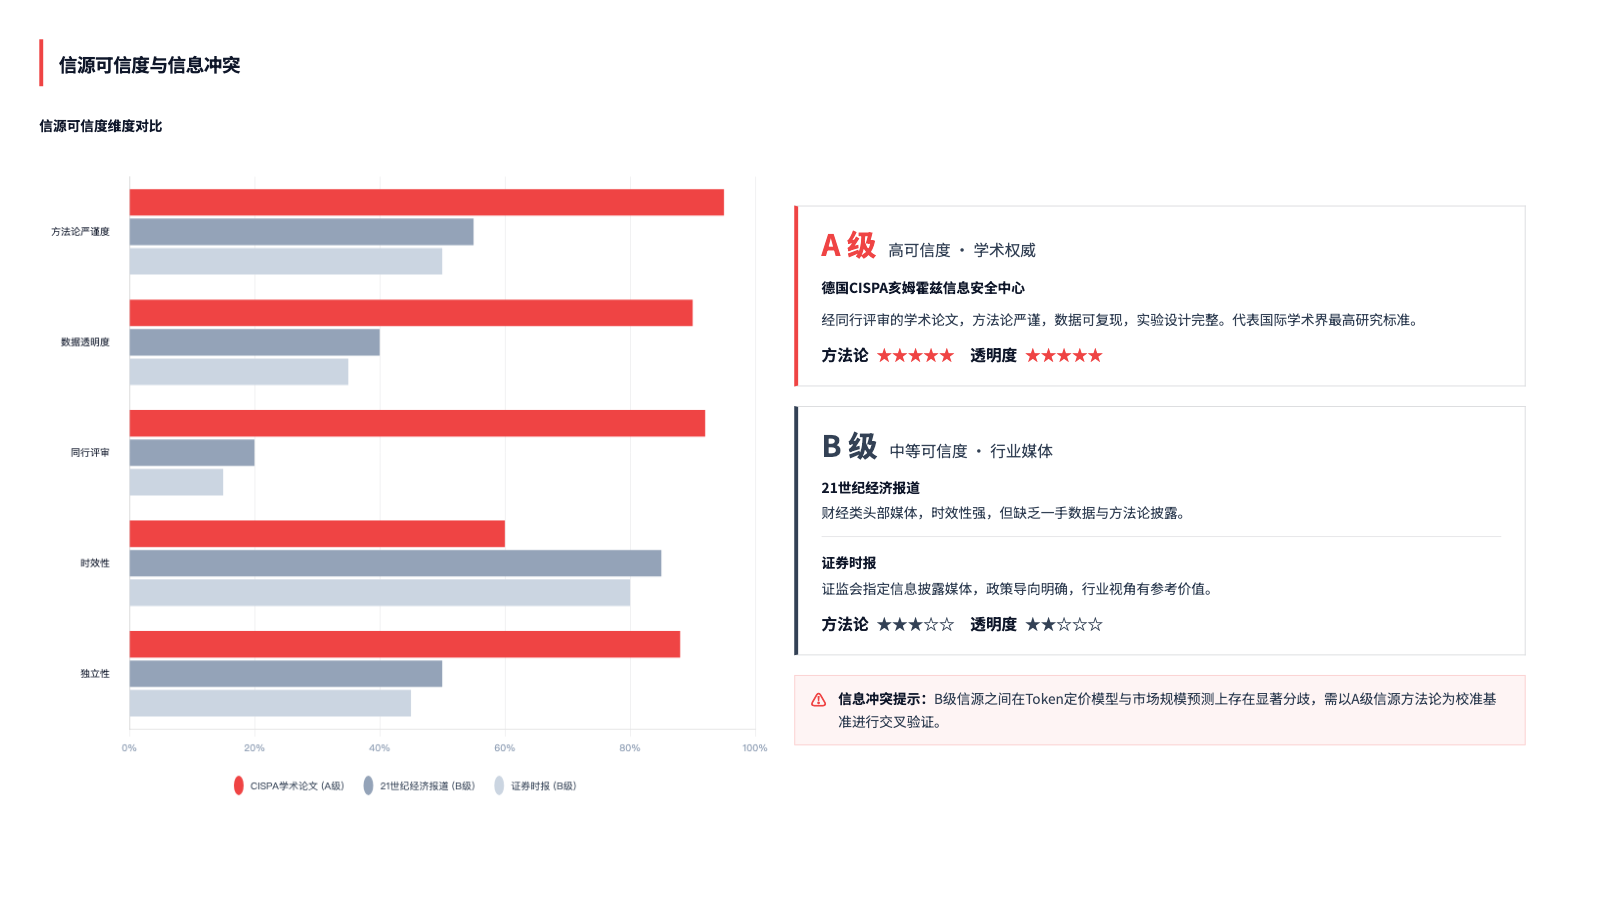 信源可信度与信息冲突
信源可信度维度对比
方法论严谨度
数据透明度
同行评审
时效性
独立性
0%
20%
40%
60%
80%
100%
CISPA学术论文 (A级)
21世纪经济报道 (B级)
证券时报 (B级)
A 级 高可信度 · 学术权威
德国CISPA亥姆霍兹信息安全中心
经同行评审的学术论文，方法论严谨，数据可复现，实验设计完整。代表国际学术界最高研究标准。
方法论 ★★★★★ 透明度 ★★★★★
B 级 中等可信度 · 行业媒体
21世纪经济报道
财经类头部媒体，时效性强，但缺乏一手数据与方法论披露。
证券时报
证监会指定信息披露媒体，政策导向明确，行业视角有参考价值。
方法论 ★★★☆☆ 透明度 ★★☆☆☆
信息冲突提示：B级信源之间在Token定价模型与市场规模预测上存在显著分歧，需以A级信源方法论为校准基
准进行交叉验证。